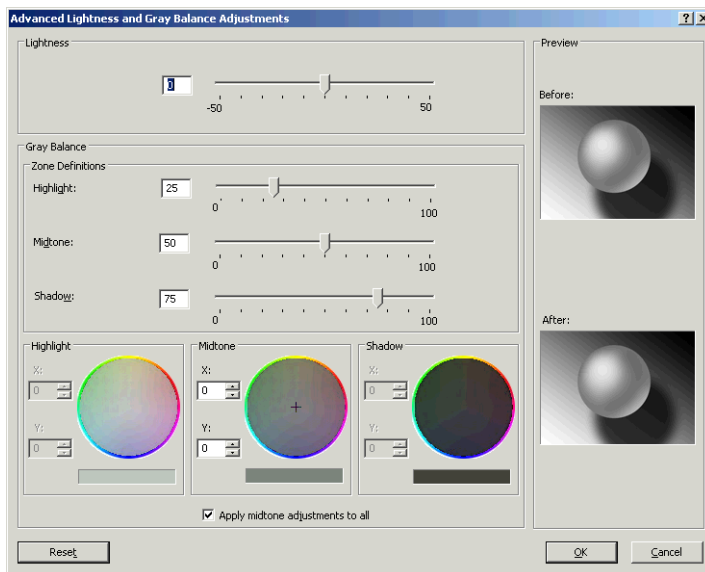 Advanced Lightness and Gray Balance Adjustments
Lightness
0
-50 50
Gray Balance
Zone Definitions
Highlight: 25
0 100
Midtone: 50
0 100
Shadow: 75
0 100
Highlight
X:
0
Y:
0
Midtone
X:
0
Y:
0
Shadow
X:
0
Y:
0
Apply midtone adjustments to all
Preview
Before:
After:
Reset OK Cancel